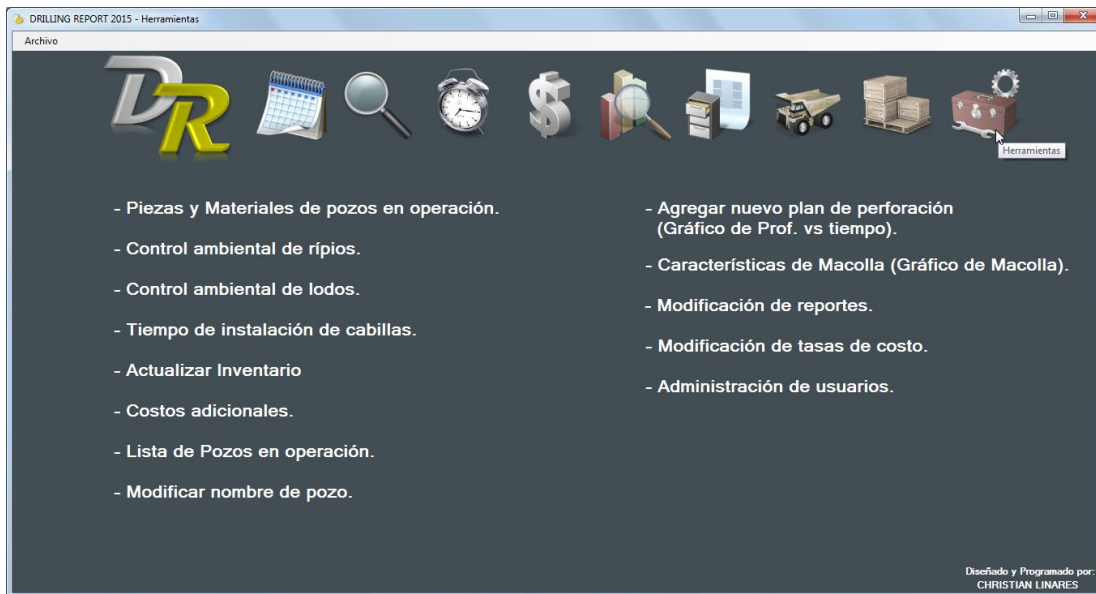 DRILLING REPORT 2015 - Herramientas
Archivo
DR
Herramientas
- Piezas y Materiales de pozos en operación.
- Control ambiental de rípios.
- Control ambiental de lodos.
- Tiempo de instalación de cabillas.
- Actualizar Inventario
- Costos adicionales.
- Lista de Pozos en operación.
- Modificar nombre de pozo.
- Agregar nuevo plan de perforación
(Gráfico de Prof. vs tiempo).
- Características de Macolla (Gráfico de Macolla).
- Modificación de reportes.
- Modificación de tasas de costo.
- Administración de usuarios.
Diseñado y Programado por:
CHRISTIAN LINARES